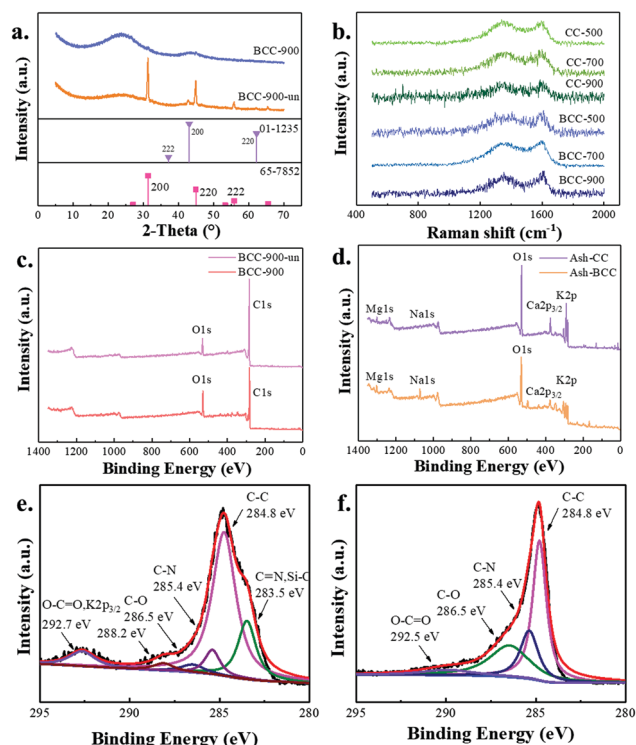 a.
Intensity (a.u.)
BCC-900
BCC-900-un
200
01-1235
222
220
65-7852
200
220
222
0 10 20 30 40 50 60 70
2-Theta (°)
b.
Intensity (a.u.)
CC-500
CC-700
CC-900
BCC-500
BCC-700
BCC-900
400 800 1200 1600 2000
Raman shift (cm-1)
c.
Intensity (a.u.)
BCC-900-un
BCC-900
C1s
O1s
O1s
C1s
1400 1200 1000 800 600 400 200 0
Binding Energy (eV)
d.
Intensity (a.u.)
Ash-CC
Ash-BCC
O1s
K2p
Ca2p3/2
Mg1s
Na1s
O1s
Mg1s
Na1s
Ca2p3/2
K2p
1400 1200 1000 800 600 400 200 0
Binding Energy (eV)
e.
Intensity (a.u.)
C-C
284.8 eV
C-N
285.4 eV
C=N,Si-C
283.5 eV
C-O
286.5 eV
288.2 eV
O-C=O,K2p3/2
292.7 eV
295 290 285 280
Binding Energy (eV)
f.
Intensity (a.u.)
C-C
284.8 eV
C-N
285.4 eV
C-O
286.5 eV
O-C=O
292.5 eV
295 290 285 280
Binding Energy (eV)